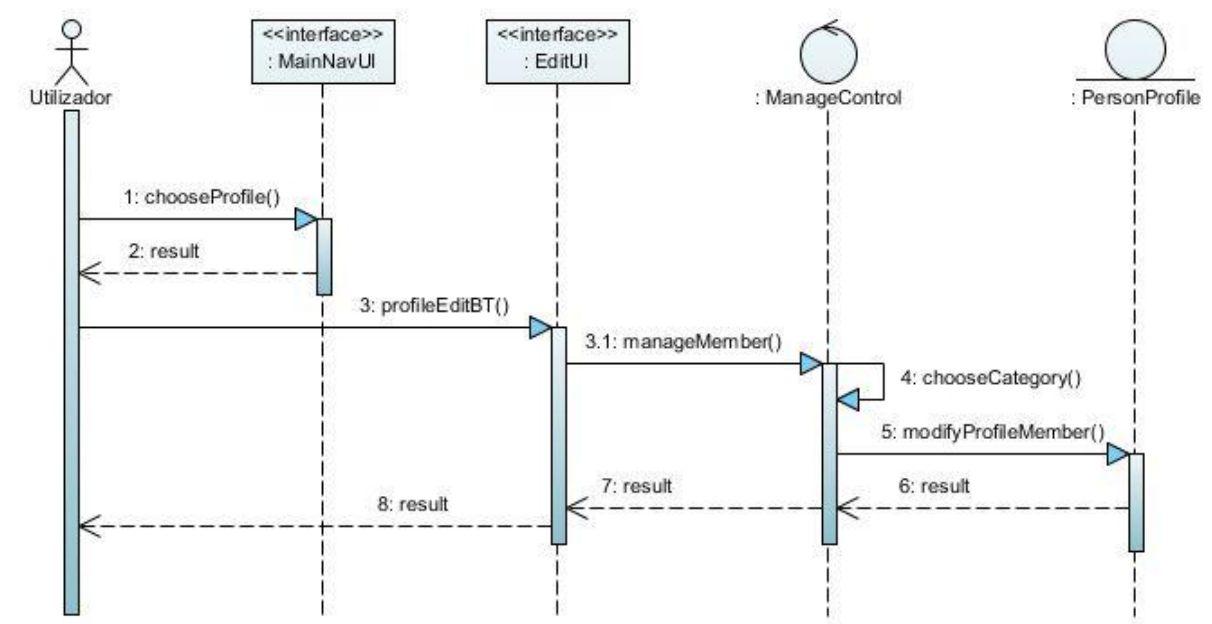 <<interface>>
: MainNavUI
<<interface>>
: EditUI
Utilizador
: ManageControl
: PersonProfile
1: chooseProfile()
2: result
3: profileEditBT()
3.1: manageMember()
4: chooseCategory()
5: modifyProfileMember()
6: result
7: result
8: result